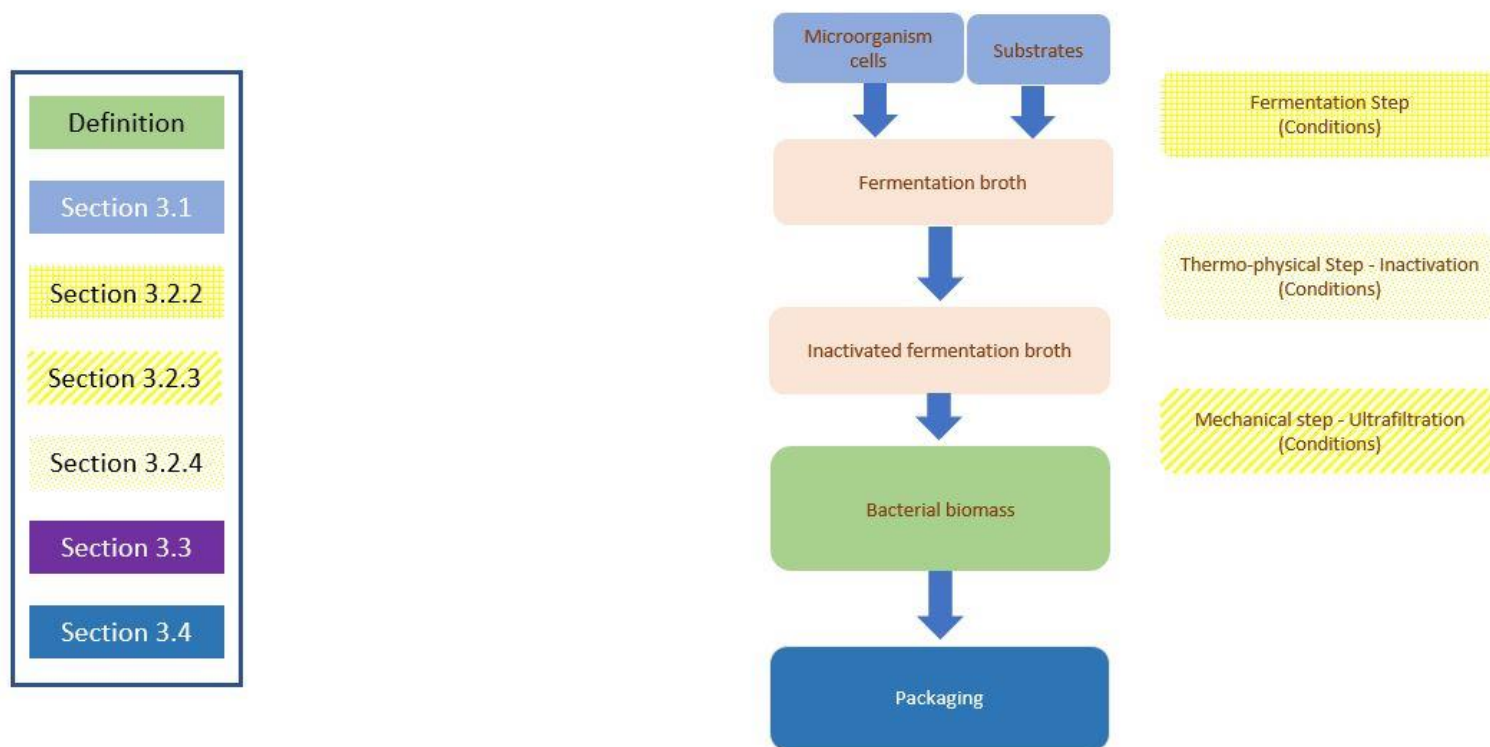 Definition
Section 3.1
Section 3.2.2
Section 3.2.3
Section 3.2.4
Section 3.3
Section 3.4
Microorganism
cells
Substrates
Fermentation broth
Inactivated fermentation broth
Bacterial biomass
Packaging
Fermentation Step
(Conditions)
Thermo-physical Step - Inactivation
(Conditions)
Mechanical step - Ultrafiltration
(Conditions)